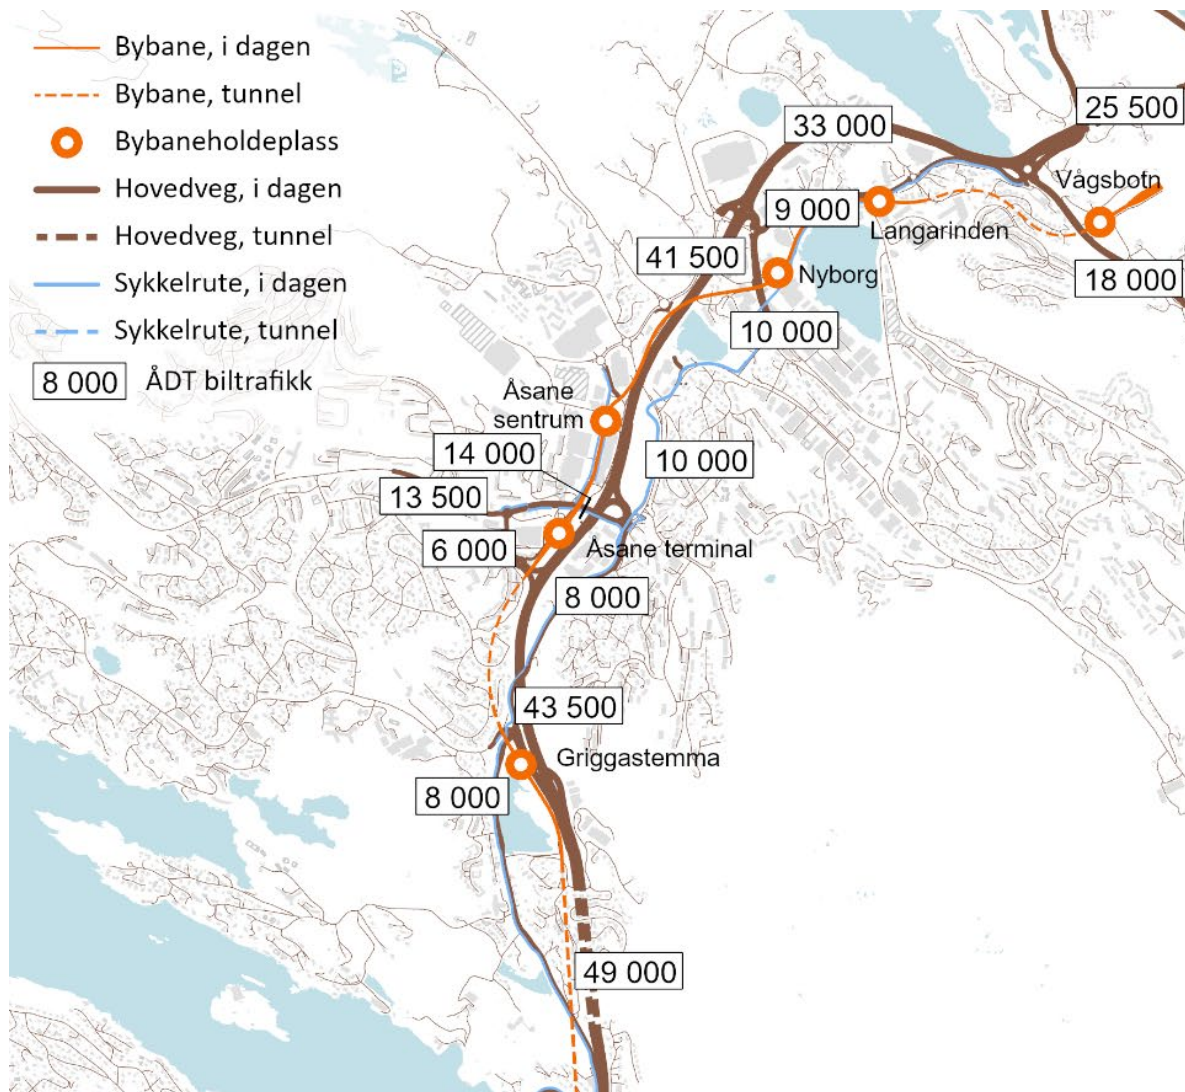 Bybane, i dagen
Bybane, tunnel
Bybaneholdeplass
Hovedveg, i dagen
Hovedveg, tunnel
Sykkelrute, i dagen
Sykkelrute, tunnel
8 000 ÅDT biltrafikk
25 500
33 000
Vågsbotn
9 000
Langarinden
41 500
Nyborg
18 000
10 000
Åsane
sentrum
14 000
10 000
13 500
6 000
Åsane terminal
8 000
43 500
Griggastemma
8 000
49 000